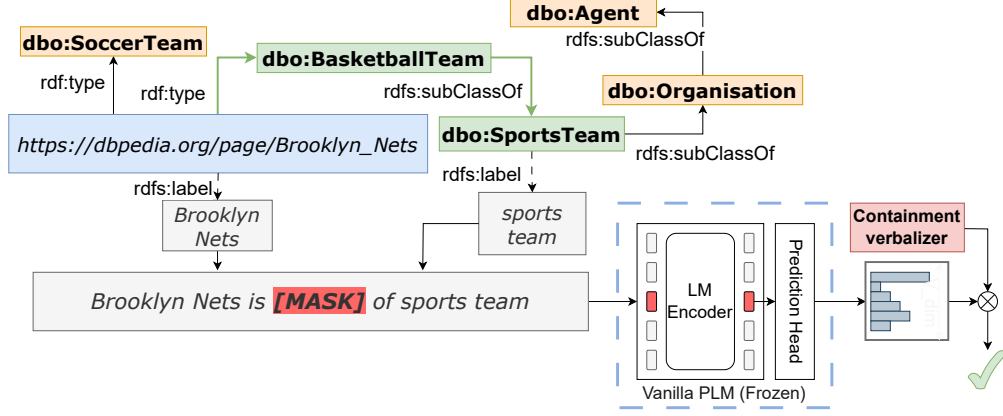 dbo:Agent
rdfs:subClassOf
dbo:SoccerTeam
dbo:BasketballTeam
rdf:type
rdf:type
rdfs:subClassOf
dbo:Organisation
https://dbpedia.org/page/Brooklyn_Nets
dbo:SportsTeam
rdfs:subClassOf
rdfs:label
rdfs:label
Brooklyn
Nets
sports
team
Brooklyn Nets is [MASK] of sports team
LM
Encoder
Prediction Head
Vanilla PLM (Frozen)
Containment
verbalizer